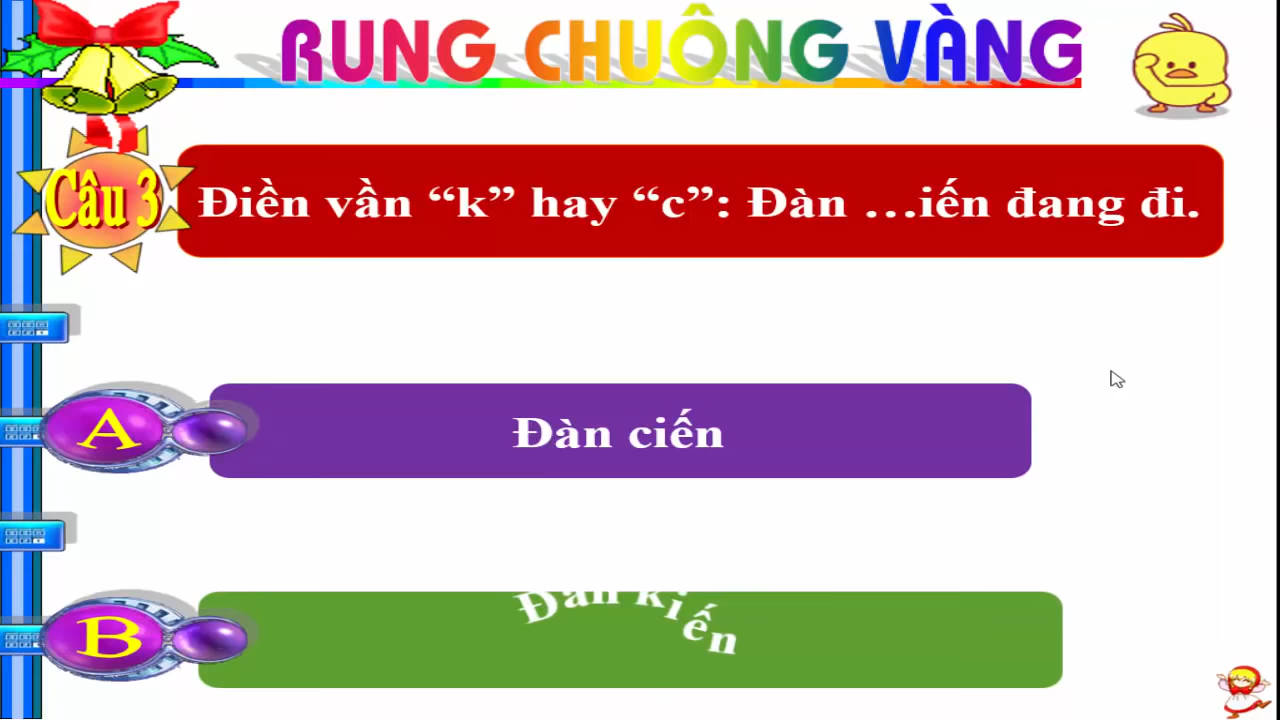 RUNG CHUÔNG VÀNG
Câu 3
Điền vần “k” hay “c”: Đàn ...iến đang đi.
A
Đàn ciến
B
Đàn kiến